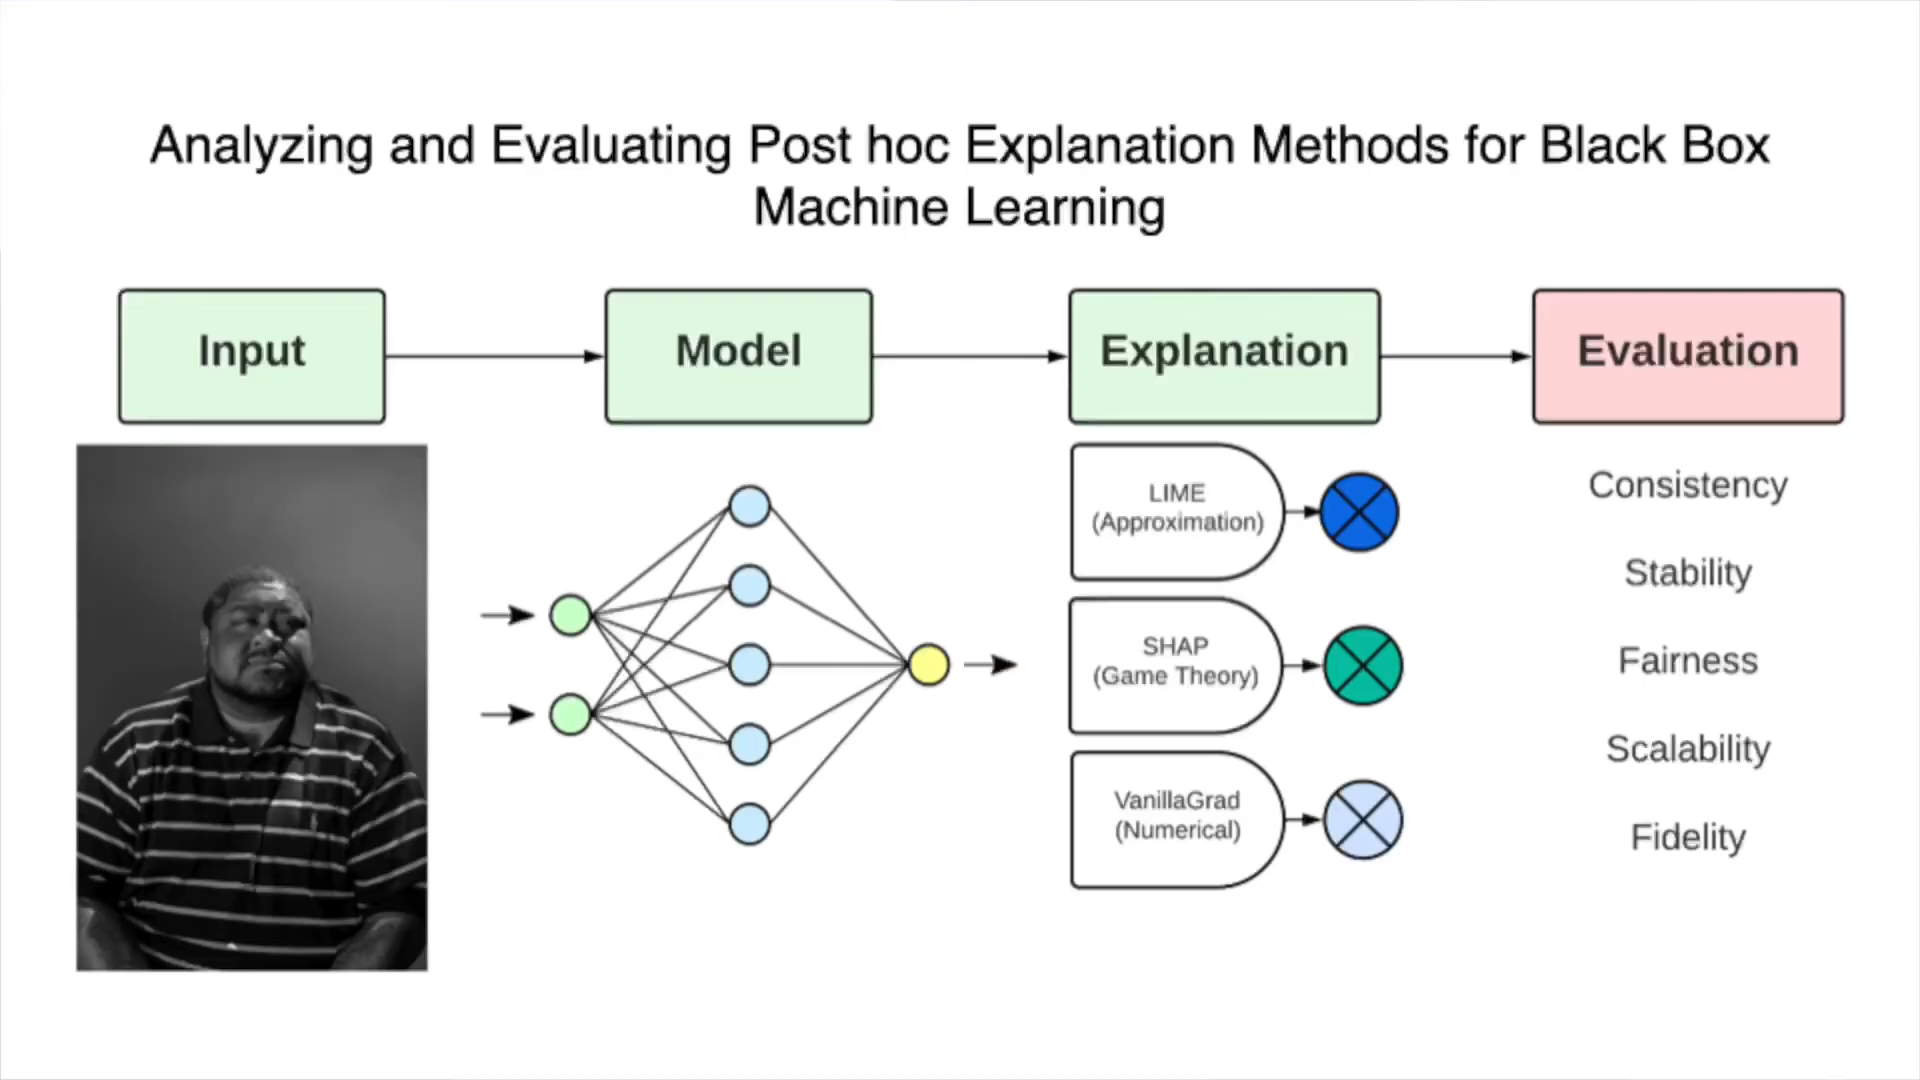 Analyzing and Evaluating Post hoc Explanation Methods for Black Box
Machine Learning
Input
Model
Explanation
Evaluation
LIME
(Approximation)
SHAP
(Game Theory)
VanillaGrad
(Numerical)
Consistency
Stability
Fairness
Scalability
Fidelity